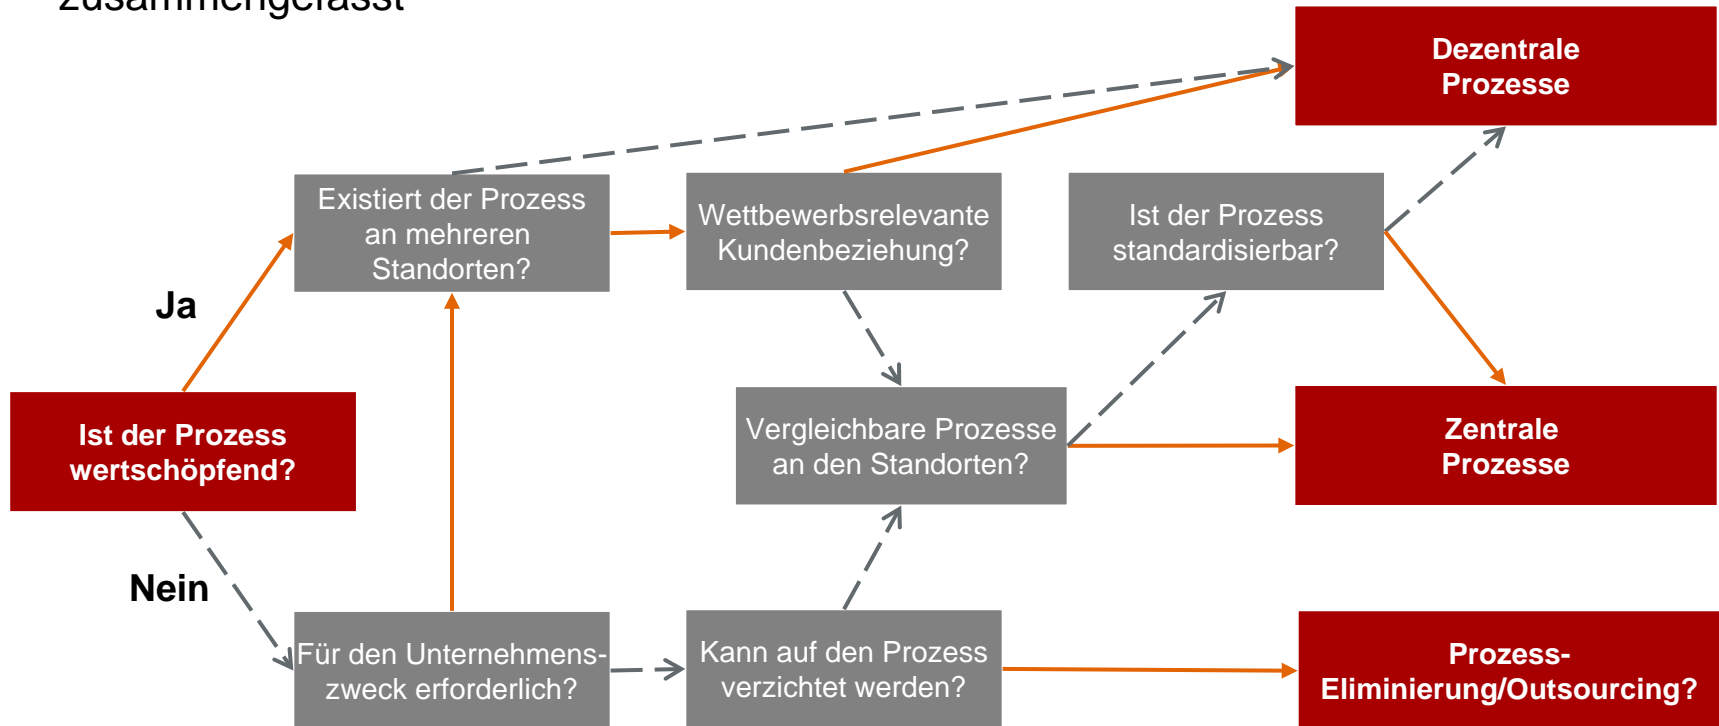 zusammengefasst
Dezentrale
Prozesse
Existiert der Prozess
an mehreren
Standorten?
Wettbewerbsrelevante
Kundenbeziehung?
Ist der Prozess
standardisierbar?
Ja
Ist der Prozess
wertschöpfend?
Vergleichbare Prozesse
an den Standorten?
Zentrale
Prozesse
Nein
Für den Unternehmens-
zweck erforderlich?
Kann auf den Prozess
verzichtet werden?
Prozess-
Eliminierung/Outsourcing?